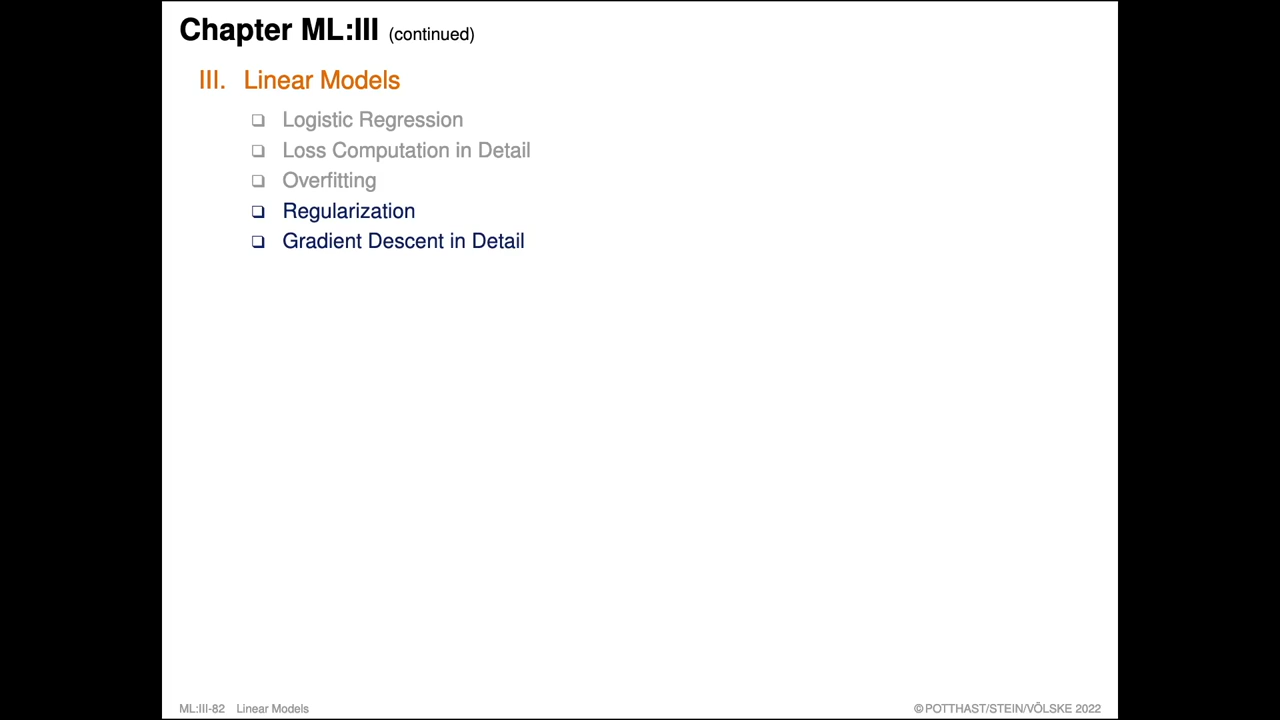 Chapter ML:III (continued)
III. Linear Models
❑ Logistic Regression
❑ Loss Computation in Detail
❑ Overfitting
❑ Regularization
❑ Gradient Descent in Detail
ML:III-82 Linear Models
© POTTHAST/STEIN/VÖLSKE 2022